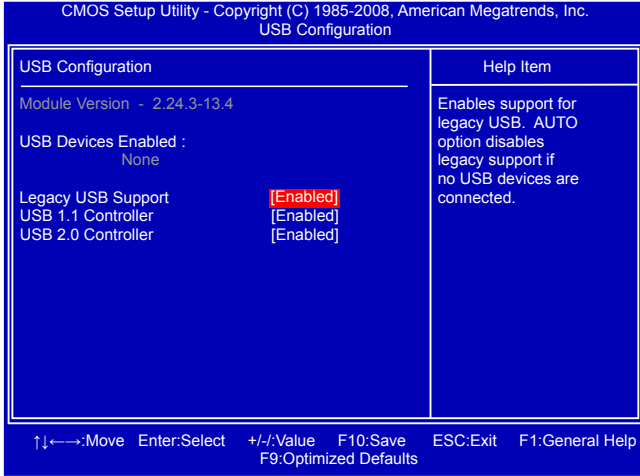 CMOS Setup Utility - Copyright (C) 1985-2008, American Megatrends, Inc.
USB Configuration
USB Configuration
Module Version - 2.24.3-13.4
USB Devices Enabled :
None
Legacy USB Support [Enabled]
USB 1.1 Controller [Enabled]
USB 2.0 Controller [Enabled]
Help Item
Enables support for
legacy USB. AUTO
option disables
legacy support if
no USB devices are
connected.
↑↓←→:Move Enter:Select +/-/:Value F10:Save ESC:Exit F1:General Help
F9:Optimized Defaults